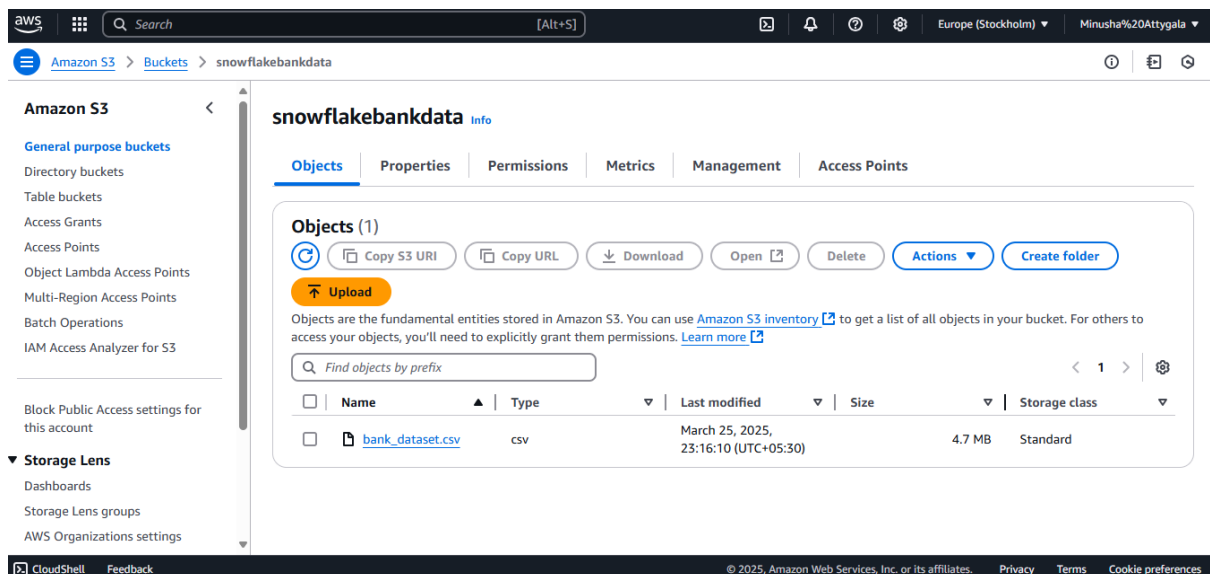 aws
Search [Alt+S]
Europe (Stockholm) ▼
Minusha%20Attygala ▼
Amazon S3 > Buckets > snowflakebankdata
Amazon S3
General purpose buckets
Directory buckets
Table buckets
Access Grants
Access Points
Object Lambda Access Points
Multi-Region Access Points
Batch Operations
IAM Access Analyzer for S3
Block Public Access settings for
this account
▼ Storage Lens
Dashboards
Storage Lens groups
AWS Organizations settings
snowflakebankdata Info
Objects
Properties
Permissions
Metrics
Management
Access Points
Objects (1)
Copy S3 URI
Copy URL
Download
Open
Delete
Actions ▼
Create folder
Upload
Objects are the fundamental entities stored in Amazon S3. You can use Amazon S3 inventory to get a list of all objects in your bucket. For others to
access your objects, you'll need to explicitly grant them permissions. Learn more
Find objects by prefix
< 1 >
Name
Type
Last modified
Size
Storage class
bank_dataset.csv
csv
March 25, 2025,
23:16:10 (UTC+05:30)
4.7 MB
Standard
CloudShell
Feedback
© 2025, Amazon Web Services, Inc. or its affiliates.
Privacy
Terms
Cookie preferences